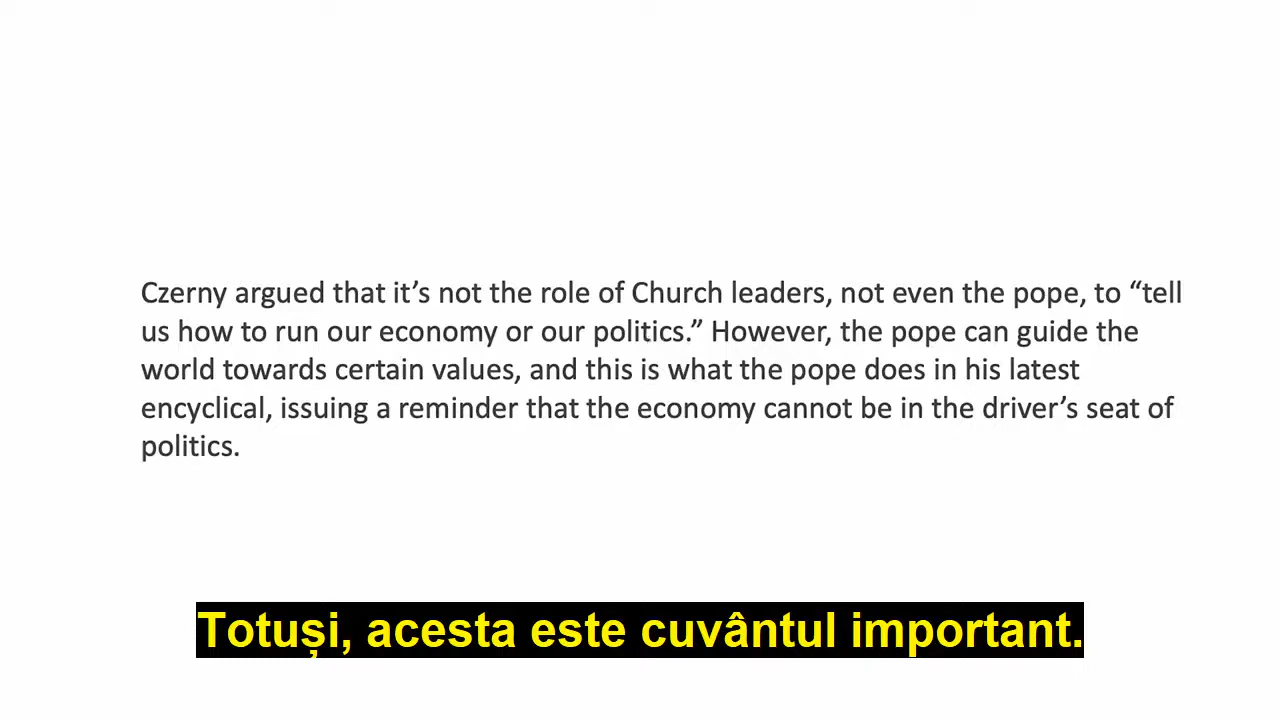 Czerny argued that it’s not the role of Church leaders, not even the pope, to “tell
us how to run our economy or our politics.” However, the pope can guide the
world towards certain values, and this is what the pope does in his latest
encyclical, issuing a reminder that the economy cannot be in the driver’s seat of
politics.
Totuși, acesta este cuvântul important.